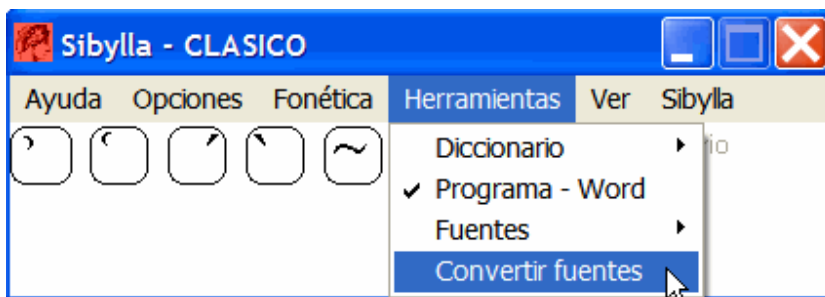 Sibylla - CLASICO
Ayuda Opciones Fonética Herramientas Ver Sibylla
Diccionario
Programa - Word
Fuentes
Convertir fuentes